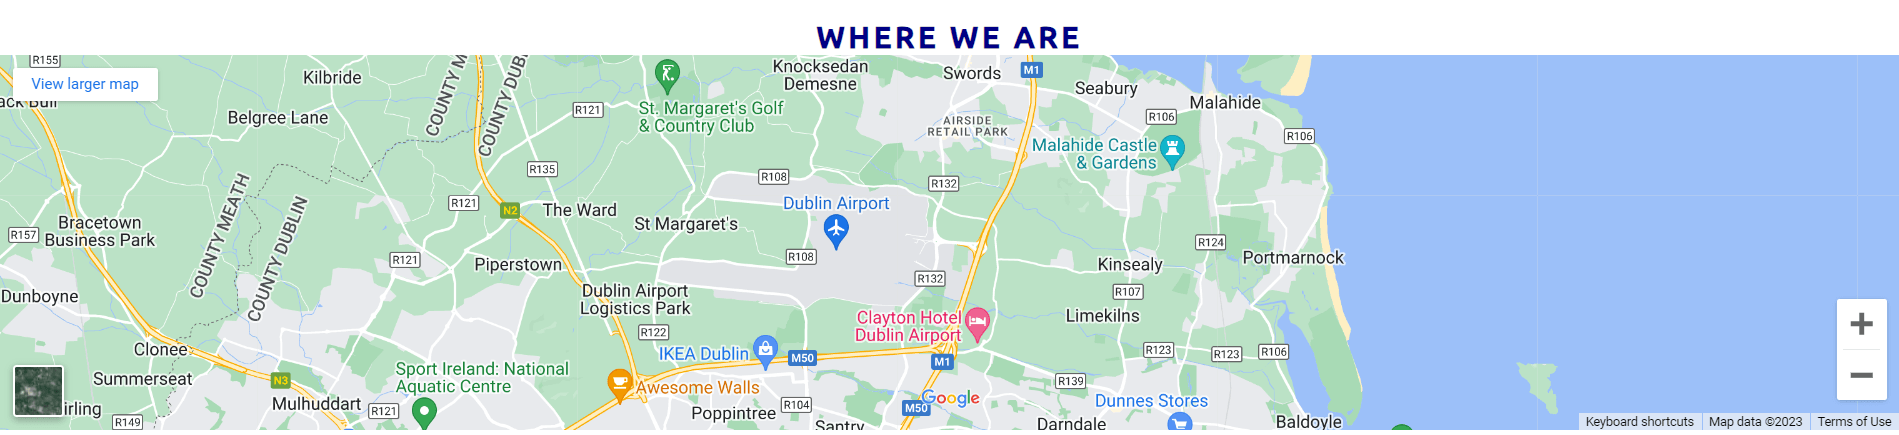 WHERE WE ARE
R155
View larger map
Kilbride
COUNTY M
COUNTY DUB
Knocksedan
Demesne
Swords
M1
Seabury
Malahide
Belgree Lane
R121
St. Margaret's Golf
& Country Club
AIRSIDE
RETAIL PARK
R106
R106
Malahide Castle
& Gardens
R135
R108
R132
R121
N2
The Ward
St Margaret's
Dublin Airport
Bracetown
Business Park
R157
COUNTY MEATH
COUNTY DUBLIN
R121
Piperstown
R108
R132
R124
Kinsealy
Portmarnock
Dunboyne
Dublin Airport
Logistics Park
R107
Limekilns
Clayton Hotel
Dublin Airport
R122
Clonee
IKEA Dublin
M50
M1
R123
R123
R106
Summerseat
N3
Sport Ireland: National
Aquatic Centre
Awesome Walls
R139
Mulhuddart
R121
Poppintree
R104
M50
Google
Dunnes Stores
irling
R149
Santry
Darndale
Baldoyle
Keyboard shortcuts
Map data ©2023
Terms of Use